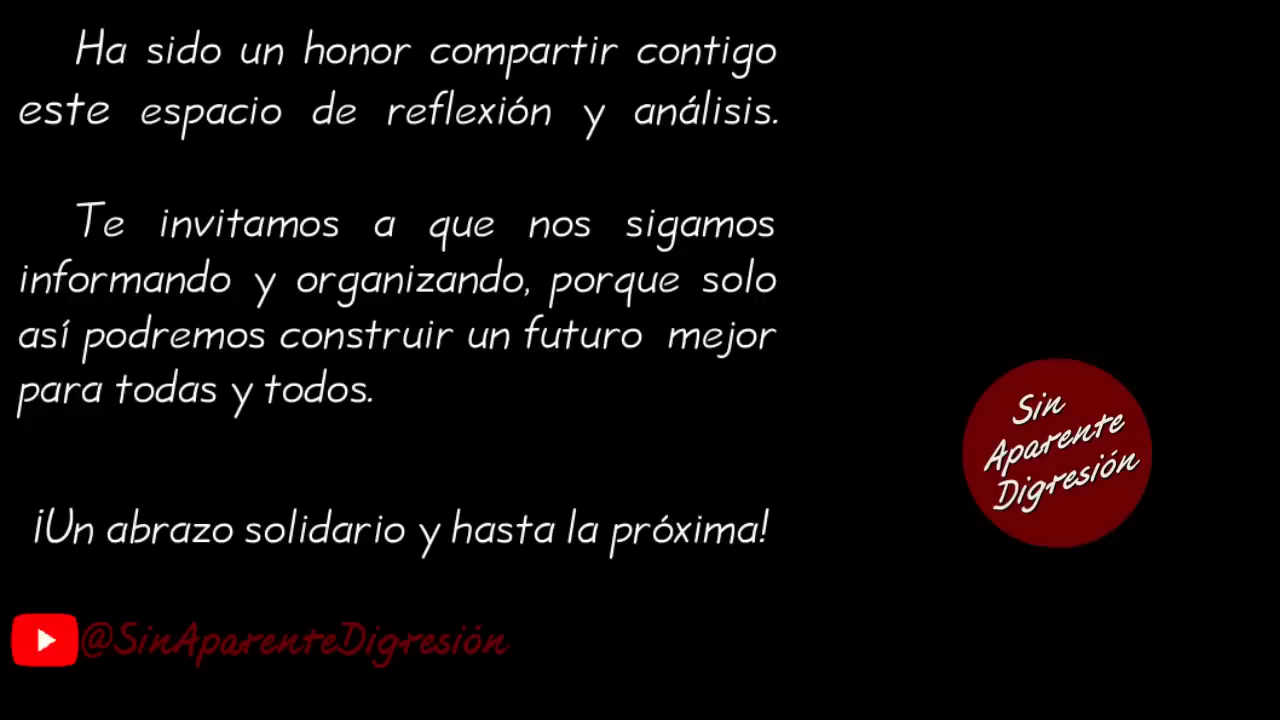 Ha sido un honor compartir contigo
este espacio de reflexión y análisis.
Te invitamos a que nos sigamos
informando y organizando, porque solo
así podremos construir un futuro mejor
para todas y todos.
¡Un abrazo solidario y hasta la próxima!
Sin
Aparente
Digresión
@SinAparenteDigresión